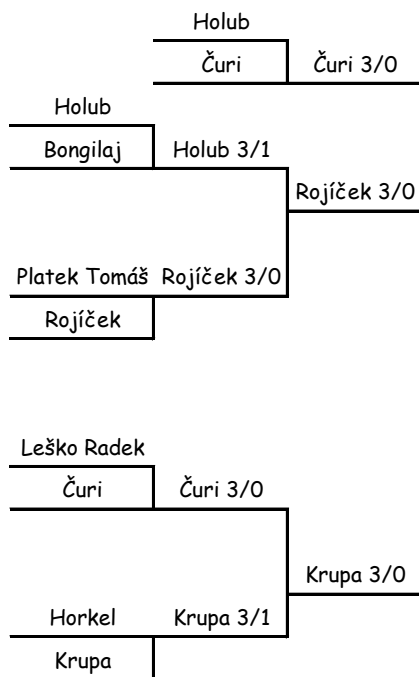 Holub
Čuri Čuri 3/0
Holub
Bongilaj Holub 3/1
Rojíček 3/0
Platek Tomáš Rojíček 3/0
Rojíček
Leško Radek
Čuri Čuri 3/0
Krupa 3/0
Horkel Krupa 3/1
Krupa